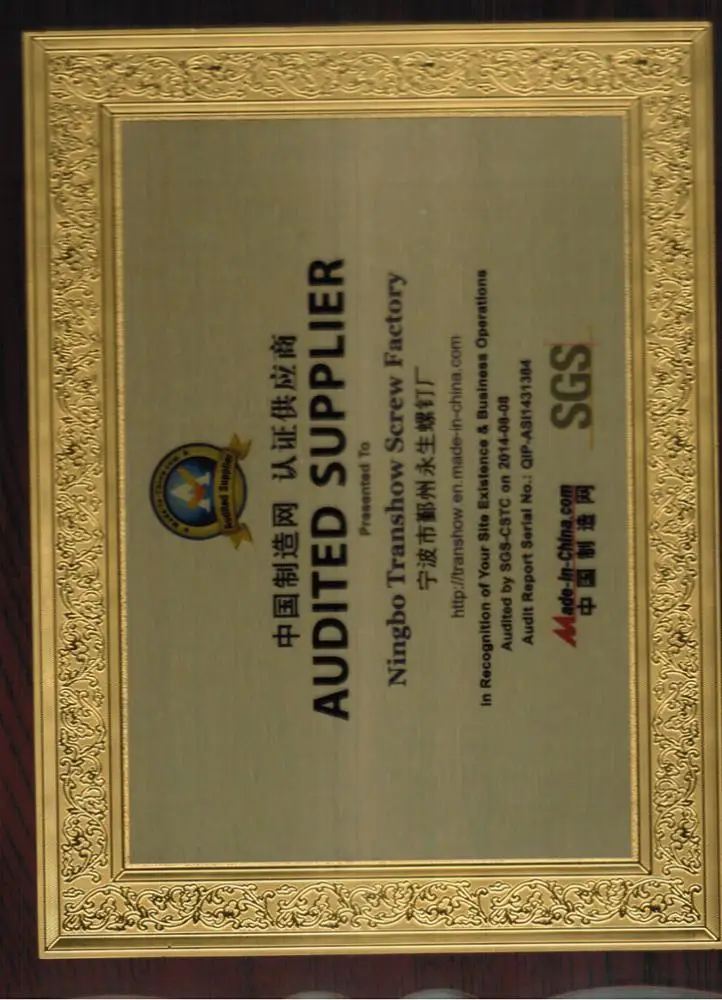 Audited Supplier
中国制造网 认证供应商
AUDITED SUPPLIER
Presented To
Ningbo Transhow Screw Factory
宁波市鄞州永生螺钉厂
http://transhow.en.made-in-china.com
in Recognition of Your Site Existence & Business Operations
Audited by SGS-CSTC on 2014-08-08
Audit Report Serial No.: QIP-ASI1431384
Made-in-China.com
中国制造网
SGS